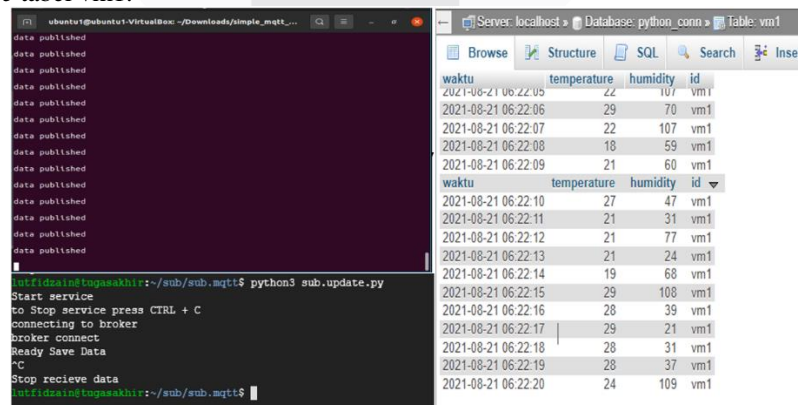 tabel vm1.
ubuntu1@ubuntu1-VirtualBox: ~/Downloads/simple_mqtt_...
data published
data published
data published
data published
data published
data published
data published
data published
data published
data published
data published
data published
data published
data published
lutfidzain@tugasakhir:~/sub/sub.mqtt$ python3 sub.update.py
Start service
to Stop service press CTRL + C
connecting to broker
broker connect
Ready Save Data
^C
Stop recieve data
lutfidzain@tugasakhir:~/sub/sub.mqtt$
Server: localhost » Database: python_conn » Table: vm1
Browse Structure SQL Search Inse
waktu temperature humidity id
2021-08-21 06:22:05 22 107 vm1
2021-08-21 06:22:06 29 70 vm1
2021-08-21 06:22:07 22 107 vm1
2021-08-21 06:22:08 18 59 vm1
2021-08-21 06:22:09 21 60 vm1
waktu temperature humidity id
2021-08-21 06:22:10 27 47 vm1
2021-08-21 06:22:11 21 31 vm1
2021-08-21 06:22:12 21 77 vm1
2021-08-21 06:22:13 21 24 vm1
2021-08-21 06:22:14 19 68 vm1
2021-08-21 06:22:15 29 108 vm1
2021-08-21 06:22:16 28 39 vm1
2021-08-21 06:22:17 29 21 vm1
2021-08-21 06:22:18 28 31 vm1
2021-08-21 06:22:19 28 37 vm1
2021-08-21 06:22:20 24 109 vm1